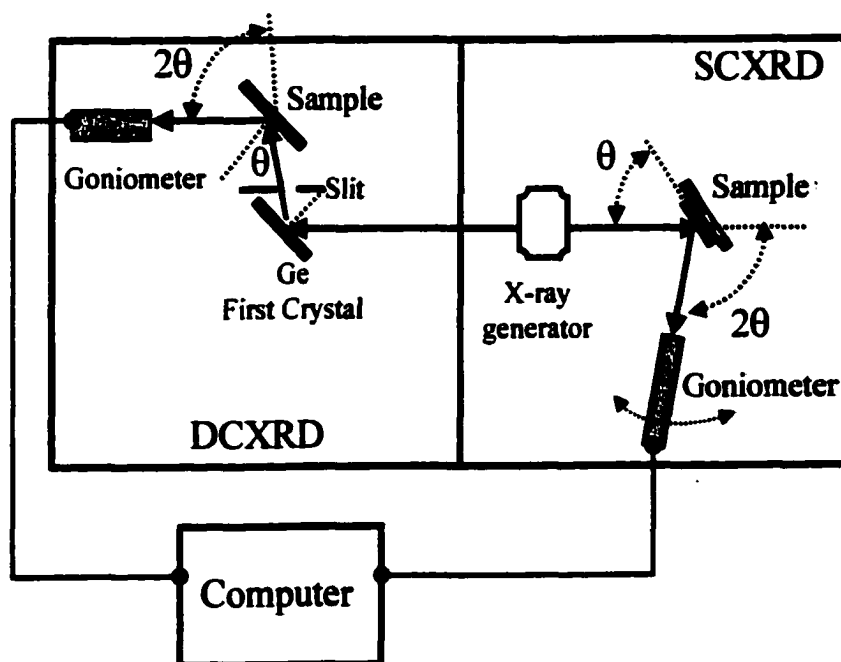 SCXRD
2θ
Sample
Goniometer
θ
Slit
Ge
First Crystal
DCXRD
X-ray
generator
θ
Sample
2θ
Goniometer
Computer